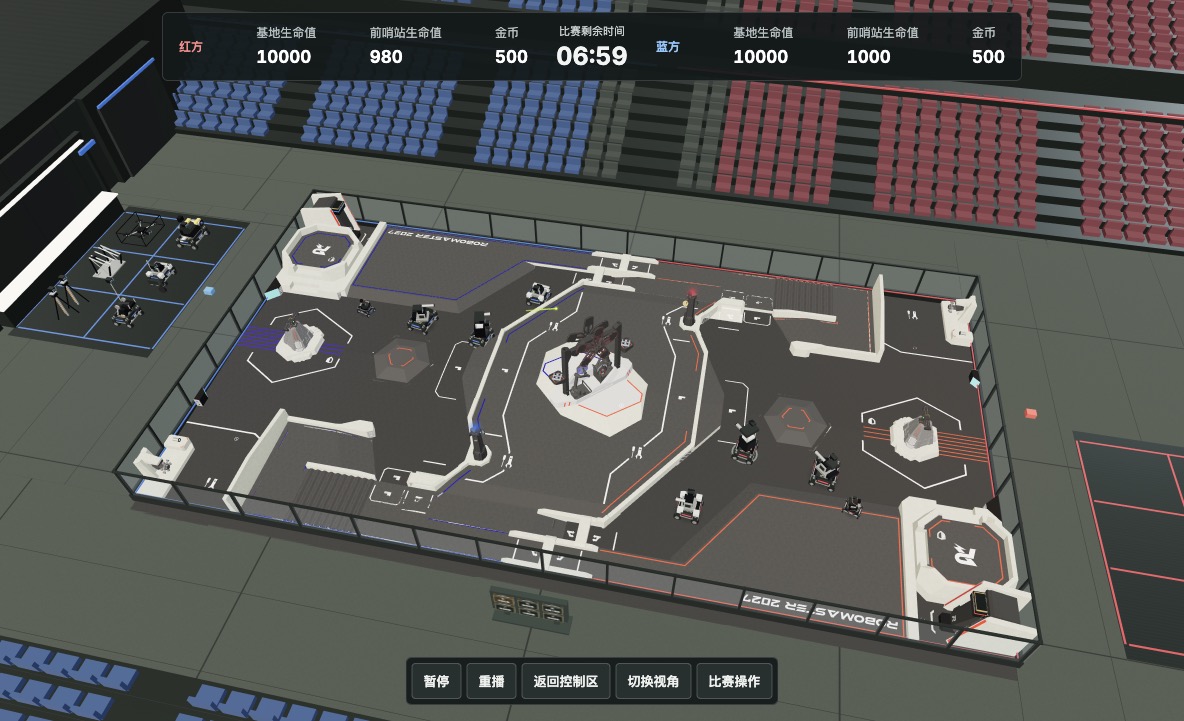 红方
基地生命值
10000
前哨站生命值
980
金币
500
比赛剩余时间
06:59
蓝方
基地生命值
10000
前哨站生命值
1000
金币
500
ROBOMASTER 2027
ROBOMASTER 2027
暂停
重播
返回控制区
切换视角
比赛操作